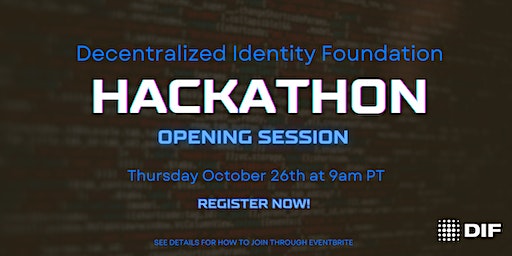 Decentralized Identity Foundation
HACKATHON
OPENING SESSION
Thursday October 26th at 9am PT
REGISTER NOW!
SEE DETAILS FOR HOW TO JOIN THROUGH EVENTBRITE
DIF